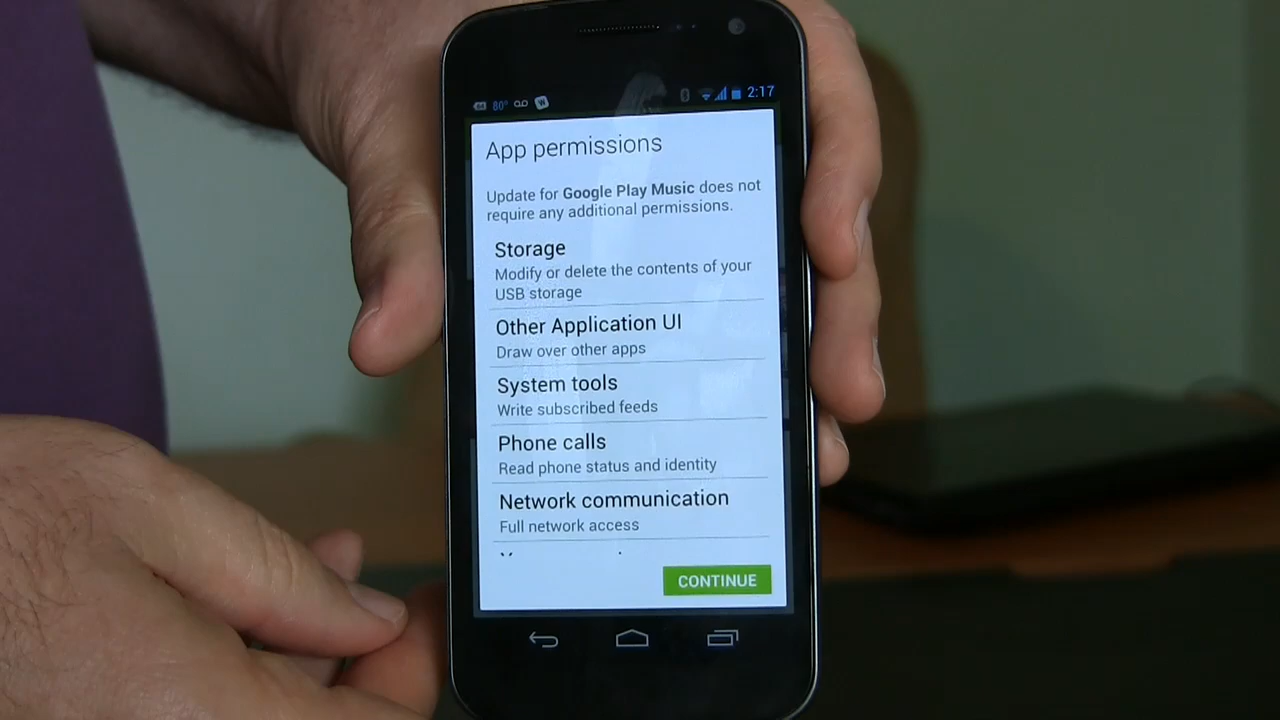 80° 2:17
App permissions
Update for Google Play Music does not
require any additional permissions.
Storage
Modify or delete the contents of your
USB storage
Other Application UI
Draw over other apps
System tools
Write subscribed feeds
Phone calls
Read phone status and identity
Network communication
Full network access
CONTINUE